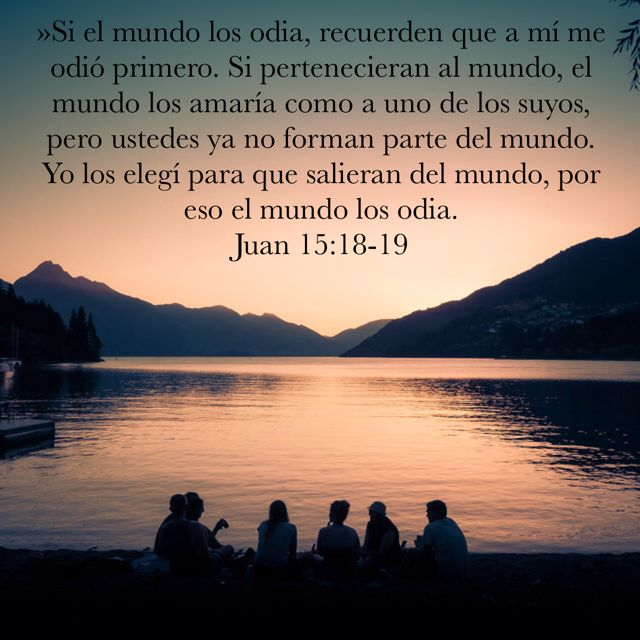 »Si el mundo los odia, recuerden que a mí me
odió primero. Si pertenecieran al mundo, el
mundo los amaría como a uno de los suyos,
pero ustedes ya no forman parte del mundo.
Yo los elegí para que salieran del mundo, por
eso el mundo los odia.
Juan 15:18-19